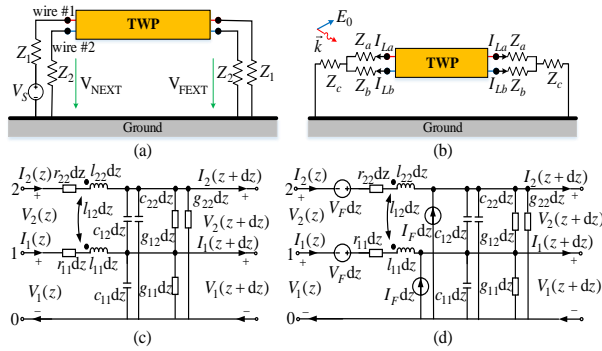 wire #1
TWP
wire #2
Z1
Z2
VS
VNEXT
VFEXT
Z2
Z1
Ground
(a)
E0
k⃗
Za
ILa
TWP
ILa
Za
Zc
Zb
ILb
ILb
Zb
Zc
Ground
(b)
I2(z)
r22dz
l22dz
I2(z+dz)
2
+
c22dz
g22dz
+
V2(z)
l12dz
V2(z+dz)
c12dz
g12dz
I1(z)
I1(z+dz)
1
+
r11dz
l11dz
+
V1(z)
c11dz
g11dz
V1(z+dz)
0
−
−
(c)
I2(z)
r22dz
l22dz
I2(z+dz)
2
+
VFdz
c22dz
g22dz
+
V2(z)
l12dz
V2(z+dz)
IFdz
c12dz
g12dz
I1(z)
I1(z+dz)
1
+
r11dz
VFdz
l11dz
+
V1(z)
IFdz
c11dz
g11dz
V1(z+dz)
0
−
−
(d)